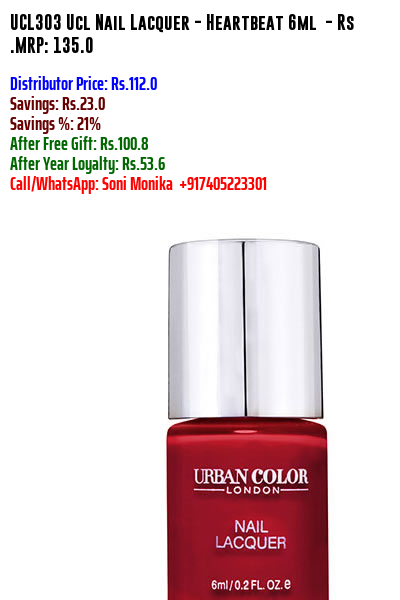 UCL303 Ucl Nail Lacquer - Heartbeat 6ml - Rs
.MRP: 135.0
Distributor Price: Rs.112.0
Savings: Rs.23.0
Savings %: 21%
After Free Gift: Rs.100.8
After Year Loyalty: Rs.53.6
Call/WhatsApp: Soni Monika +917405223301
URBAN COLOR
LONDON
NAIL
LACQUER
6ml/0.2 FL. OZ.e